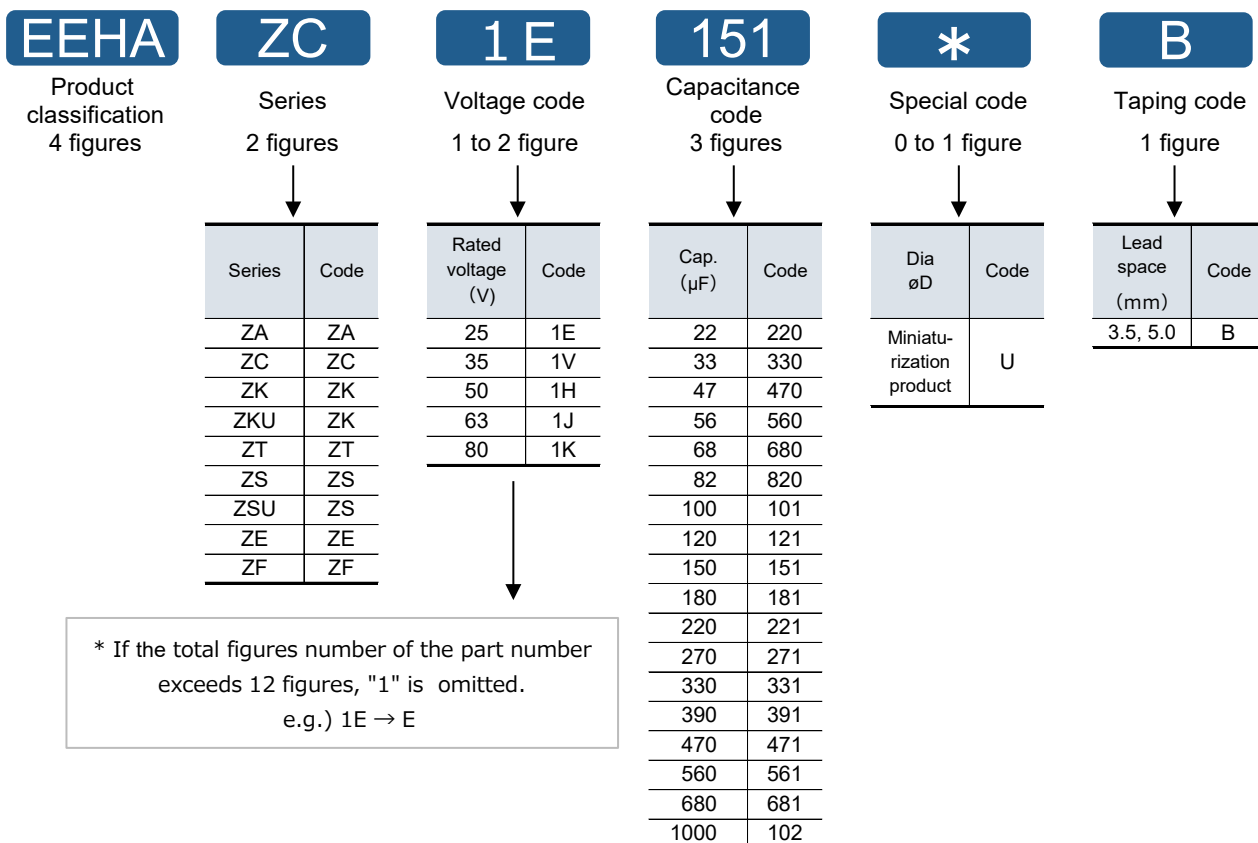 EEHA ZC 1E 151 * B
Product
classification
4 figures
Series
2 figures
Voltage code
1 to 2 figure
Capacitance
code
3 figures
Special code
0 to 1 figure
Taping code
1 figure
Series Code
ZA ZA
ZC ZC
ZK ZK
ZKU ZK
ZT ZT
ZS ZS
ZSU ZS
ZE ZE
ZF ZF
Rated
voltage
(V)
Code
25 1E
35 1V
50 1H
63 1J
80 1K
* If the total figures number of the part number
exceeds 12 figures, "1" is omitted.
e.g.) 1E → E
Cap.
(μF)
Code
22 220
33 330
47 470
56 560
68 680
82 820
100 101
120 121
150 151
180 181
220 221
270 271
330 331
390 391
470 471
560 561
680 681
1000 102
Dia
øD
Code
Miniatu-
rization
product
U
Lead
space
(mm)
Code
3.5, 5.0 B